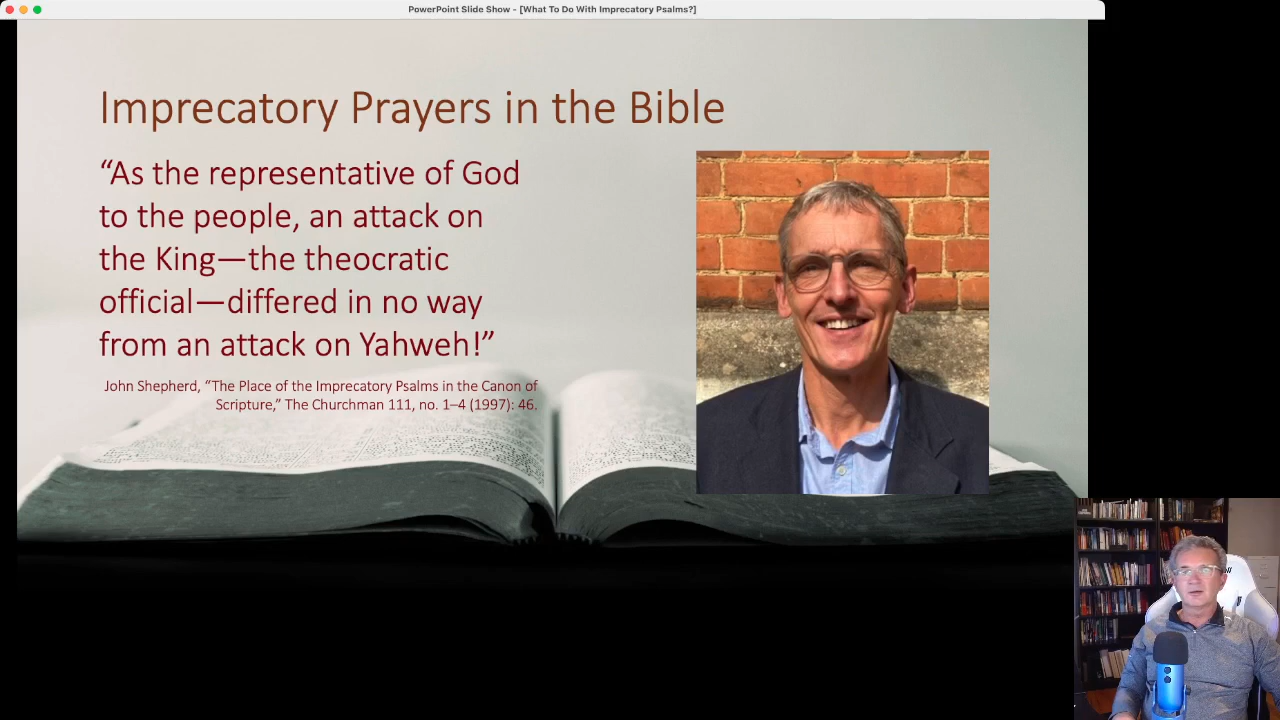 PowerPoint Slide Show - [What To Do With Imprecatory Psalms?]
Imprecatory Prayers in the Bible
“As the representative of God
to the people, an attack on
the King—the theocratic
official—differed in no way
from an attack on Yahweh!”
John Shepherd, “The Place of the Imprecatory Psalms in the Canon of
Scripture,” The Churchman 111, no. 1–4 (1997): 46.